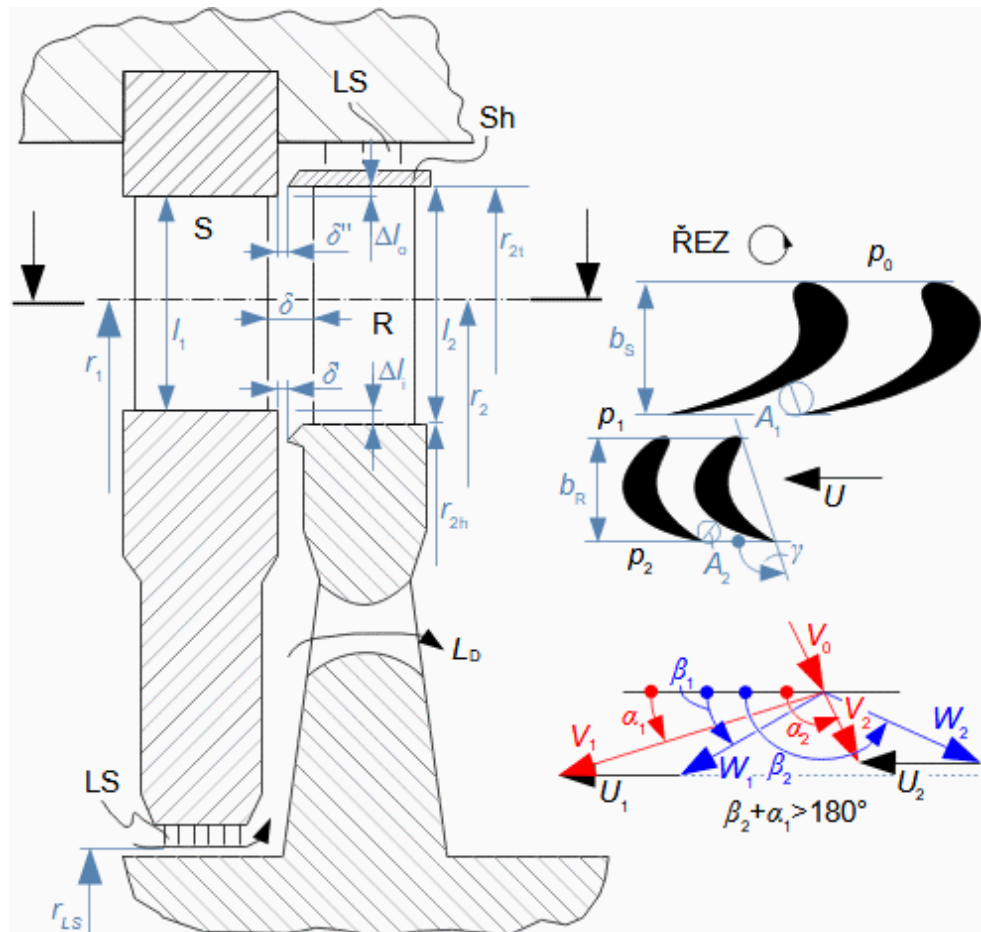 LS
Sh
S
δ"
Δlₒ
r₂ₜ
ŘEZ
p₀
r₁
l₁
δ
R
l₂
bS
δ'
Δlᵢ
r₂
p₁
A₁
bR
U
r₂ₕ
p₂
A₂
γ
LD
V₀
β₁
α₁
α₂
V₂
W₂
V₁
W₁
β₂
U₁
U₂
β₂+α₁>180°
LS
rLS